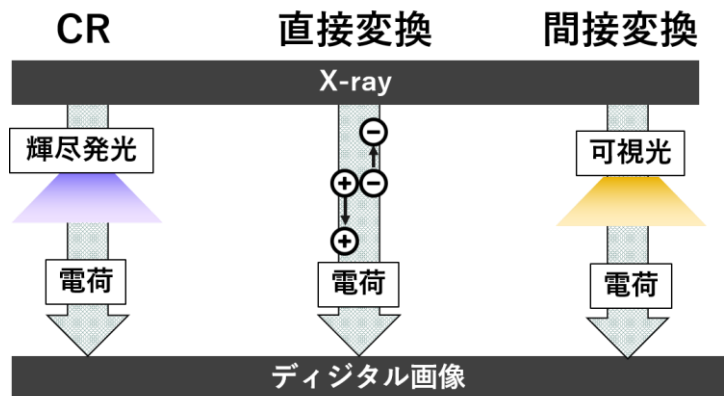 CR 直接変換 間接変換
X-ray
輝尽発光 可視光
−
+ −
+
電荷 電荷 電荷
ディジタル画像